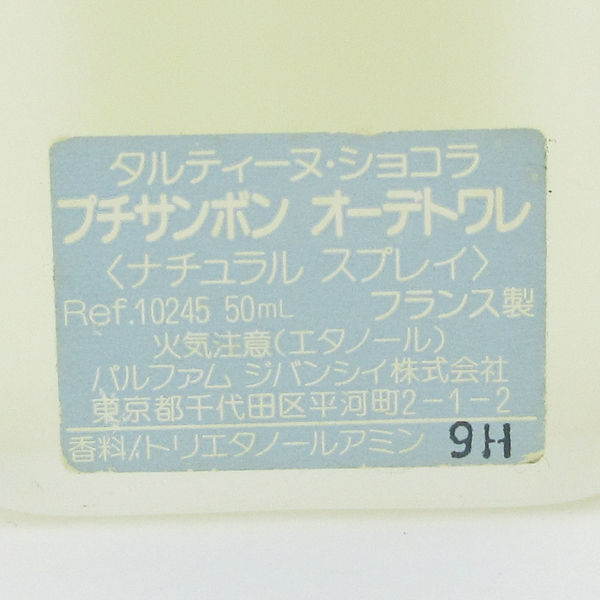 タルティーヌ・ショコラ
プチサンボン オーデトワレ
〈ナチュラル スプレイ〉
Ref.10245 50mL フランス製
火気注意(エタノール)
パルファム ジバンシイ株式会社
東京都千代田区平河町2-1-2
香料/トリエタノールアミン 9H